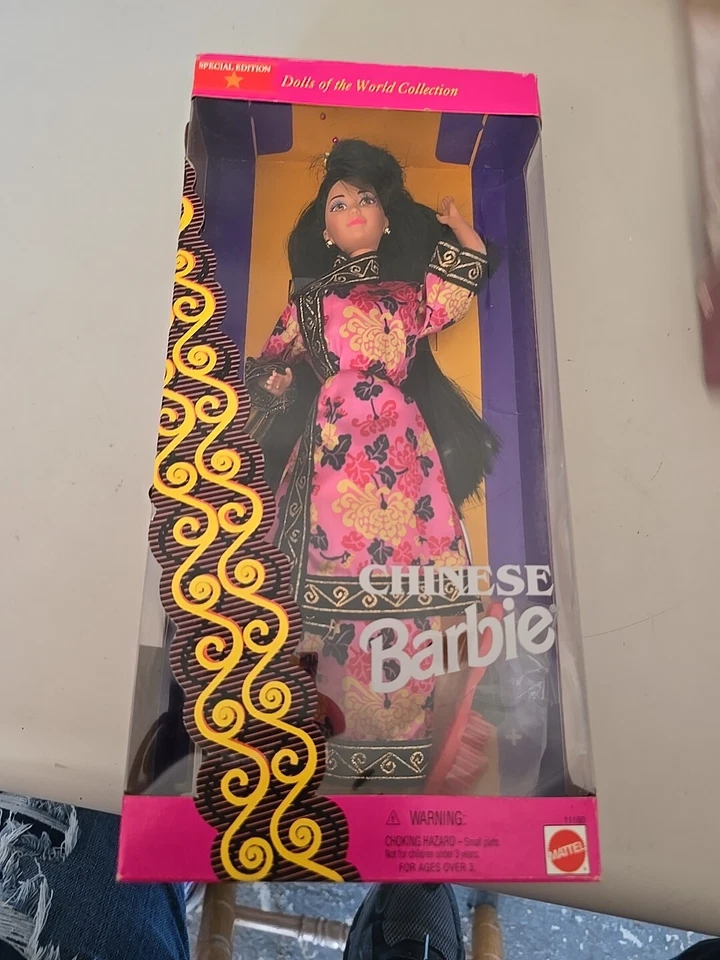 SPECIAL EDITION
Dolls of the World Collection
CHINESE
Barbie
WARNING:
CHOKING HAZARD – Small parts.
Not for children under 3 years.
FOR AGES OVER 3.
11180
MATTEL